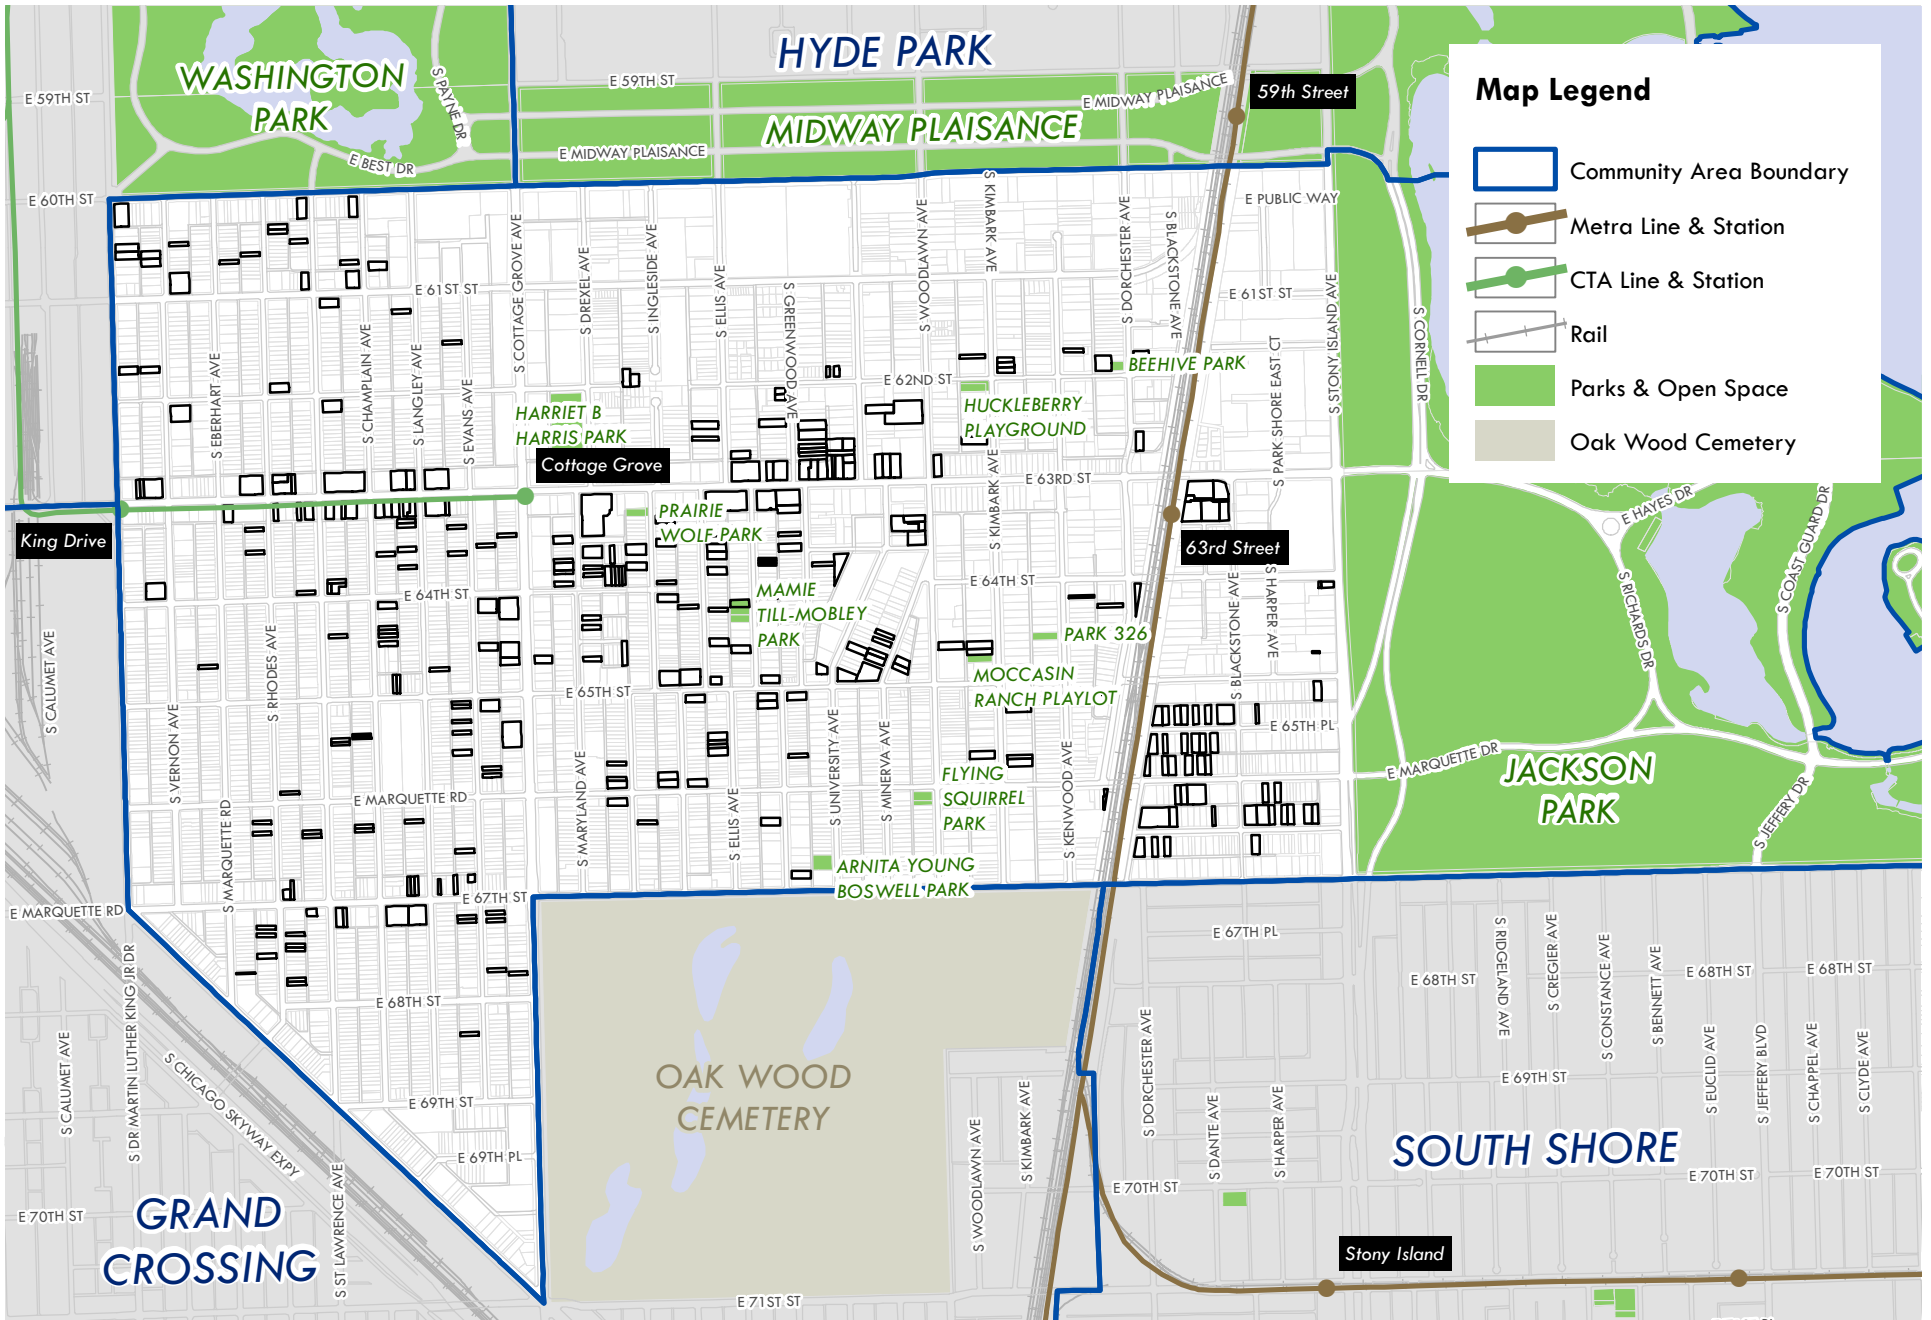 HYDE PARK
WASHINGTON
PARK
S PAYNE DR
E 59TH ST
E 59TH ST
E MIDWAY PLAISANCE
59th Street
MIDWAY PLAISANCE
E MIDWAY PLAISANCE
E BEST DR
E 60TH ST
Map Legend
Community Area Boundary
Metra Line & Station
CTA Line & Station
Rail
Parks & Open Space
Oak Wood Cemetery
E PUBLIC WAY
S KIMBARK AVE
S WOODLAWN AVE
S DORCHESTER AVE
S BLACKSTONE AVE
S COTTAGE GROVE AVE
S DREXEL AVE
S INGLESIDE AVE
S ELLIS AVE
S GREENWOOD AVE
E 61ST ST
E 61ST ST
S STONY ISLAND AVE
S CORNELL DR
S PARK SHORE EAST CT
S EBERHART AVE
S CHAMPLAIN AVE
S LANGLEY AVE
S EVANS AVE
E 62ND ST
BEEHIVE PARK
HARRIET B
HARRIS PARK
HUCKLEBERRY
PLAYGROUND
Cottage Grove
E 63RD ST
S KIMBARK AVE
King Drive
PRAIRIE
WOLF PARK
63rd Street
E HAYES DR
S COAST GUARD DR
S RICHARDS DR
E 64TH ST
E 64TH ST
MAMIE
TILL-MOBLEY
PARK
PARK 326
S BLACKSTONE AVE
S HARPER AVE
MOCCASIN
RANCH PLAYLOT
S CALUMET AVE
S RHODES AVE
S VERNON AVE
E 65TH ST
E 65TH PL
S UNIVERSITY AVE
S MINERVA AVE
S KENWOOD AVE
S MARYLAND AVE
S ELLIS AVE
E MARQUETTE DR
JACKSON
PARK
S JEFFERY DR
FLYING
SQUIRREL
PARK
E MARQUETTE RD
S MARQUETTE RD
ARNITA YOUNG
BOSWELL PARK
E 67TH ST
E MARQUETTE RD
E 67TH PL
S DR MARTIN LUTHER KING JR DR
E 68TH ST
E 68TH ST
E 68TH ST
E 68TH ST
S RIDGELAND AVE
S CREGIER AVE
S CONSTANCE AVE
S BENNETT AVE
S EUCLID AVE
S JEFFERY BLVD
S CHAPPEL AVE
S CLYDE AVE
S CALUMET AVE
S CHICAGO SKYWAY EXPY
OAK WOOD
CEMETERY
E 69TH ST
E 69TH ST
E 69TH PL
S DORCHESTER AVE
S DANTE AVE
S HARPER AVE
S WOODLAWN AVE
S KIMBARK AVE
SOUTH SHORE
E 70TH ST
E 70TH ST
E 70TH ST
E 70TH ST
GRAND
CROSSING
S ST LAWRENCE AVE
Stony Island
E 71ST ST